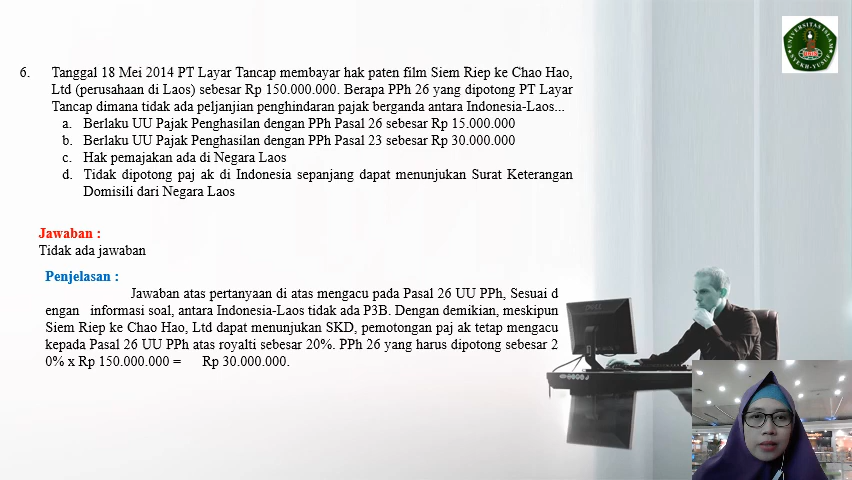 UNIVERSITAS ISLAM
SYEKH-YUSUF
6. Tanggal 18 Mei 2014 PT Layar Tancap membayar hak paten film Siem Riep ke Chao Hao,
Ltd (perusahaan di Laos) sebesar Rp 150.000.000. Berapa PPh 26 yang dipotong PT Layar
Tancap dimana tidak ada peljanjian penghindaran pajak berganda antara Indonesia-Laos...
a. Berlaku UU Pajak Penghasilan dengan PPh Pasal 26 sebesar Rp 15.000.000
b. Berlaku UU Pajak Penghasilan dengan PPh Pasal 23 sebesar Rp 30.000.000
c. Hak pemajakan ada di Negara Laos
d. Tidak dipotong paj ak di Indonesia sepanjang dapat menunjukan Surat Keterangan
Domisili dari Negara Laos
Jawaban :
Tidak ada jawaban
Penjelasan :
Jawaban atas pertanyaan di atas mengacu pada Pasal 26 UU PPh, Sesuai d
engan informasi soal, antara Indonesia-Laos tidak ada P3B. Dengan demikian, meskipun
Siem Riep ke Chao Hao, Ltd dapat menunjukan SKD, pemotongan paj ak tetap mengacu
kepada Pasal 26 UU PPh atas royalti sebesar 20%. PPh 26 yang harus dipotong sebesar 2
0% x Rp 150.000.000 = Rp 30.000.000.